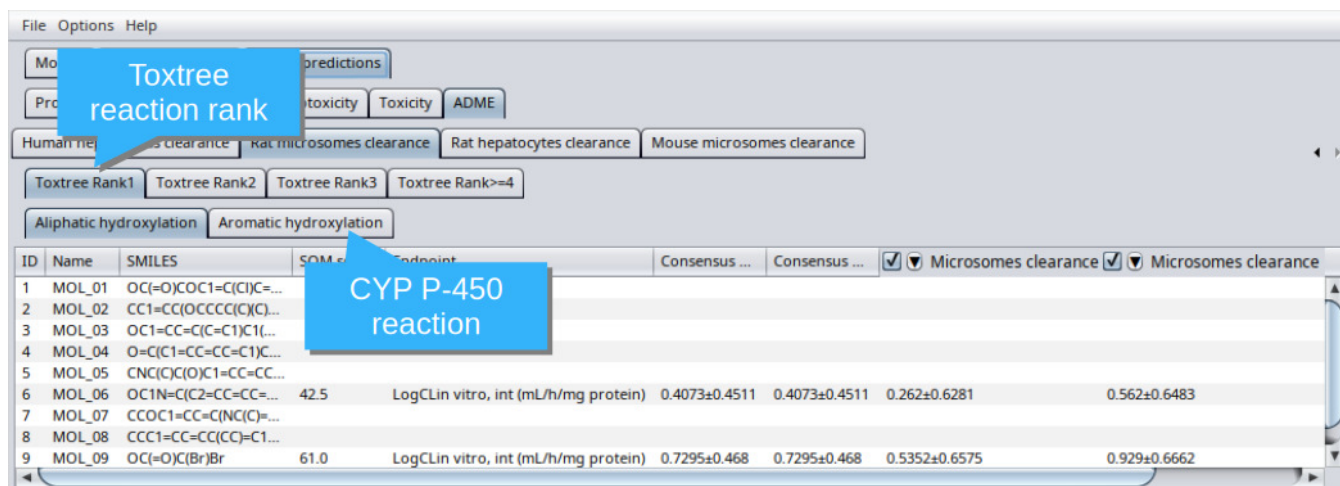 File Options Help
Mo predictions
Toxtree
reaction rank
Pro totoxicity Toxicity ADME
Human hep s clearance Rat microsomes clearance Rat hepatocytes clearance Mouse microsomes clearance
Toxtree Rank1 Toxtree Rank2 Toxtree Rank3 Toxtree Rank>=4
Aliphatic hydroxylation Aromatic hydroxylation
ID Name SMILES SOM s Endpoint Consensus ... Consensus ... Microsomes clearance Microsomes clearance
CYP P-450
reaction
1 MOL_01 OC(=O)COC1=C(Cl)C=...
2 MOL_02 CC1=CC(OCCCC(C)(C)...
3 MOL_03 OC1=CC=C(C=C1)C1(...
4 MOL_04 O=C(C1=CC=CC=C1)C...
5 MOL_05 CNC(C)C(O)C1=CC=CC...
6 MOL_06 OC1N=C(C2=CC=CC=... 42.5 LogCLin vitro, int (mL/h/mg protein) 0.4073±0.4511 0.4073±0.4511 0.262±0.6281 0.562±0.6483
7 MOL_07 CCOC1=CC=C(NC(C)=...
8 MOL_08 CCC1=CC=CC(CC)=C1...
9 MOL_09 OC(=O)C(Br)Br 61.0 LogCLin vitro, int (mL/h/mg protein) 0.7295±0.468 0.7295±0.468 0.5352±0.6575 0.929±0.6662